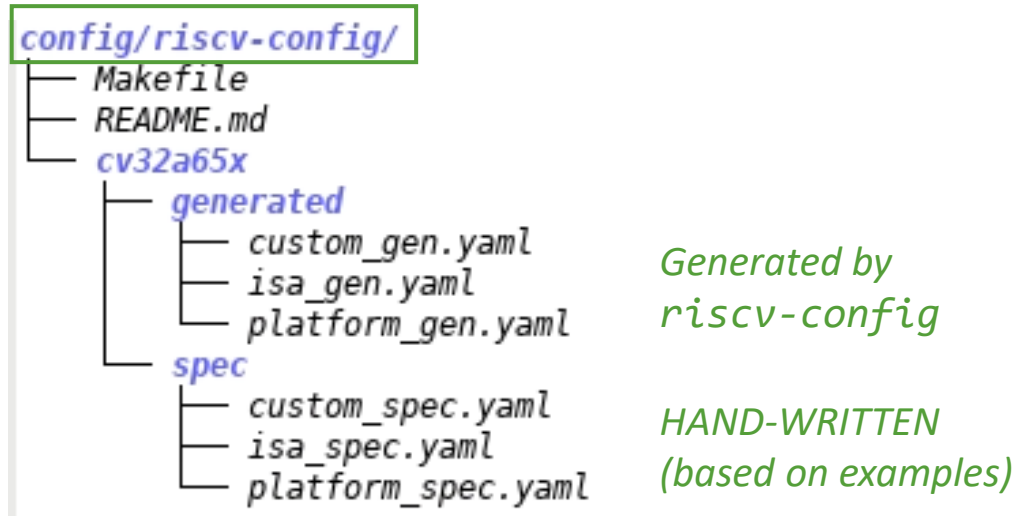 config/riscv-config/
Makefile
README.md
cv32a65x
generated
custom_gen.yaml
isa_gen.yaml
platform_gen.yaml
Generated by
riscv-config
spec
custom_spec.yaml
isa_spec.yaml
platform_spec.yaml
HAND-WRITTEN
(based on examples)